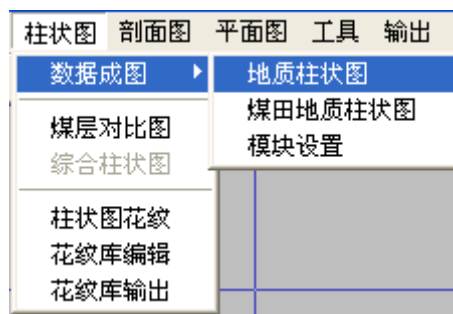 柱状图 剖面图 平面图 工具 输出
数据成图
地质柱状图
煤田地质柱状图
模块设置
煤层对比图
综合柱状图
柱状图花纹
花纹库编辑
花纹库输出